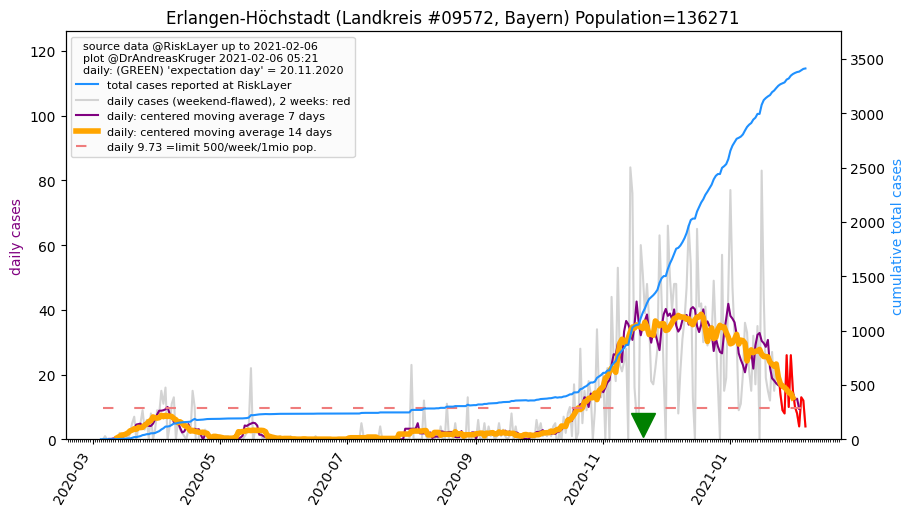 Erlangen-Höchstadt (Landkreis #09572, Bayern) Population=136271
source data @RiskLayer up to 2021-02-06
plot @DrAndreasKruger 2021-02-06 05:21
daily: (GREEN) 'expectation day' = 20.11.2020
total cases reported at RiskLayer
daily cases (weekend-flawed), 2 weeks: red
daily: centered moving average 7 days
daily: centered moving average 14 days
daily 9.73 =limit 500/week/1mio pop.
daily cases
120
100
80
60
40
20
0
3500
3000
2500
2000
1500
1000
500
0
cumulative total cases
2020-03
2020-05
2020-07
2020-09
2020-11
2021-01